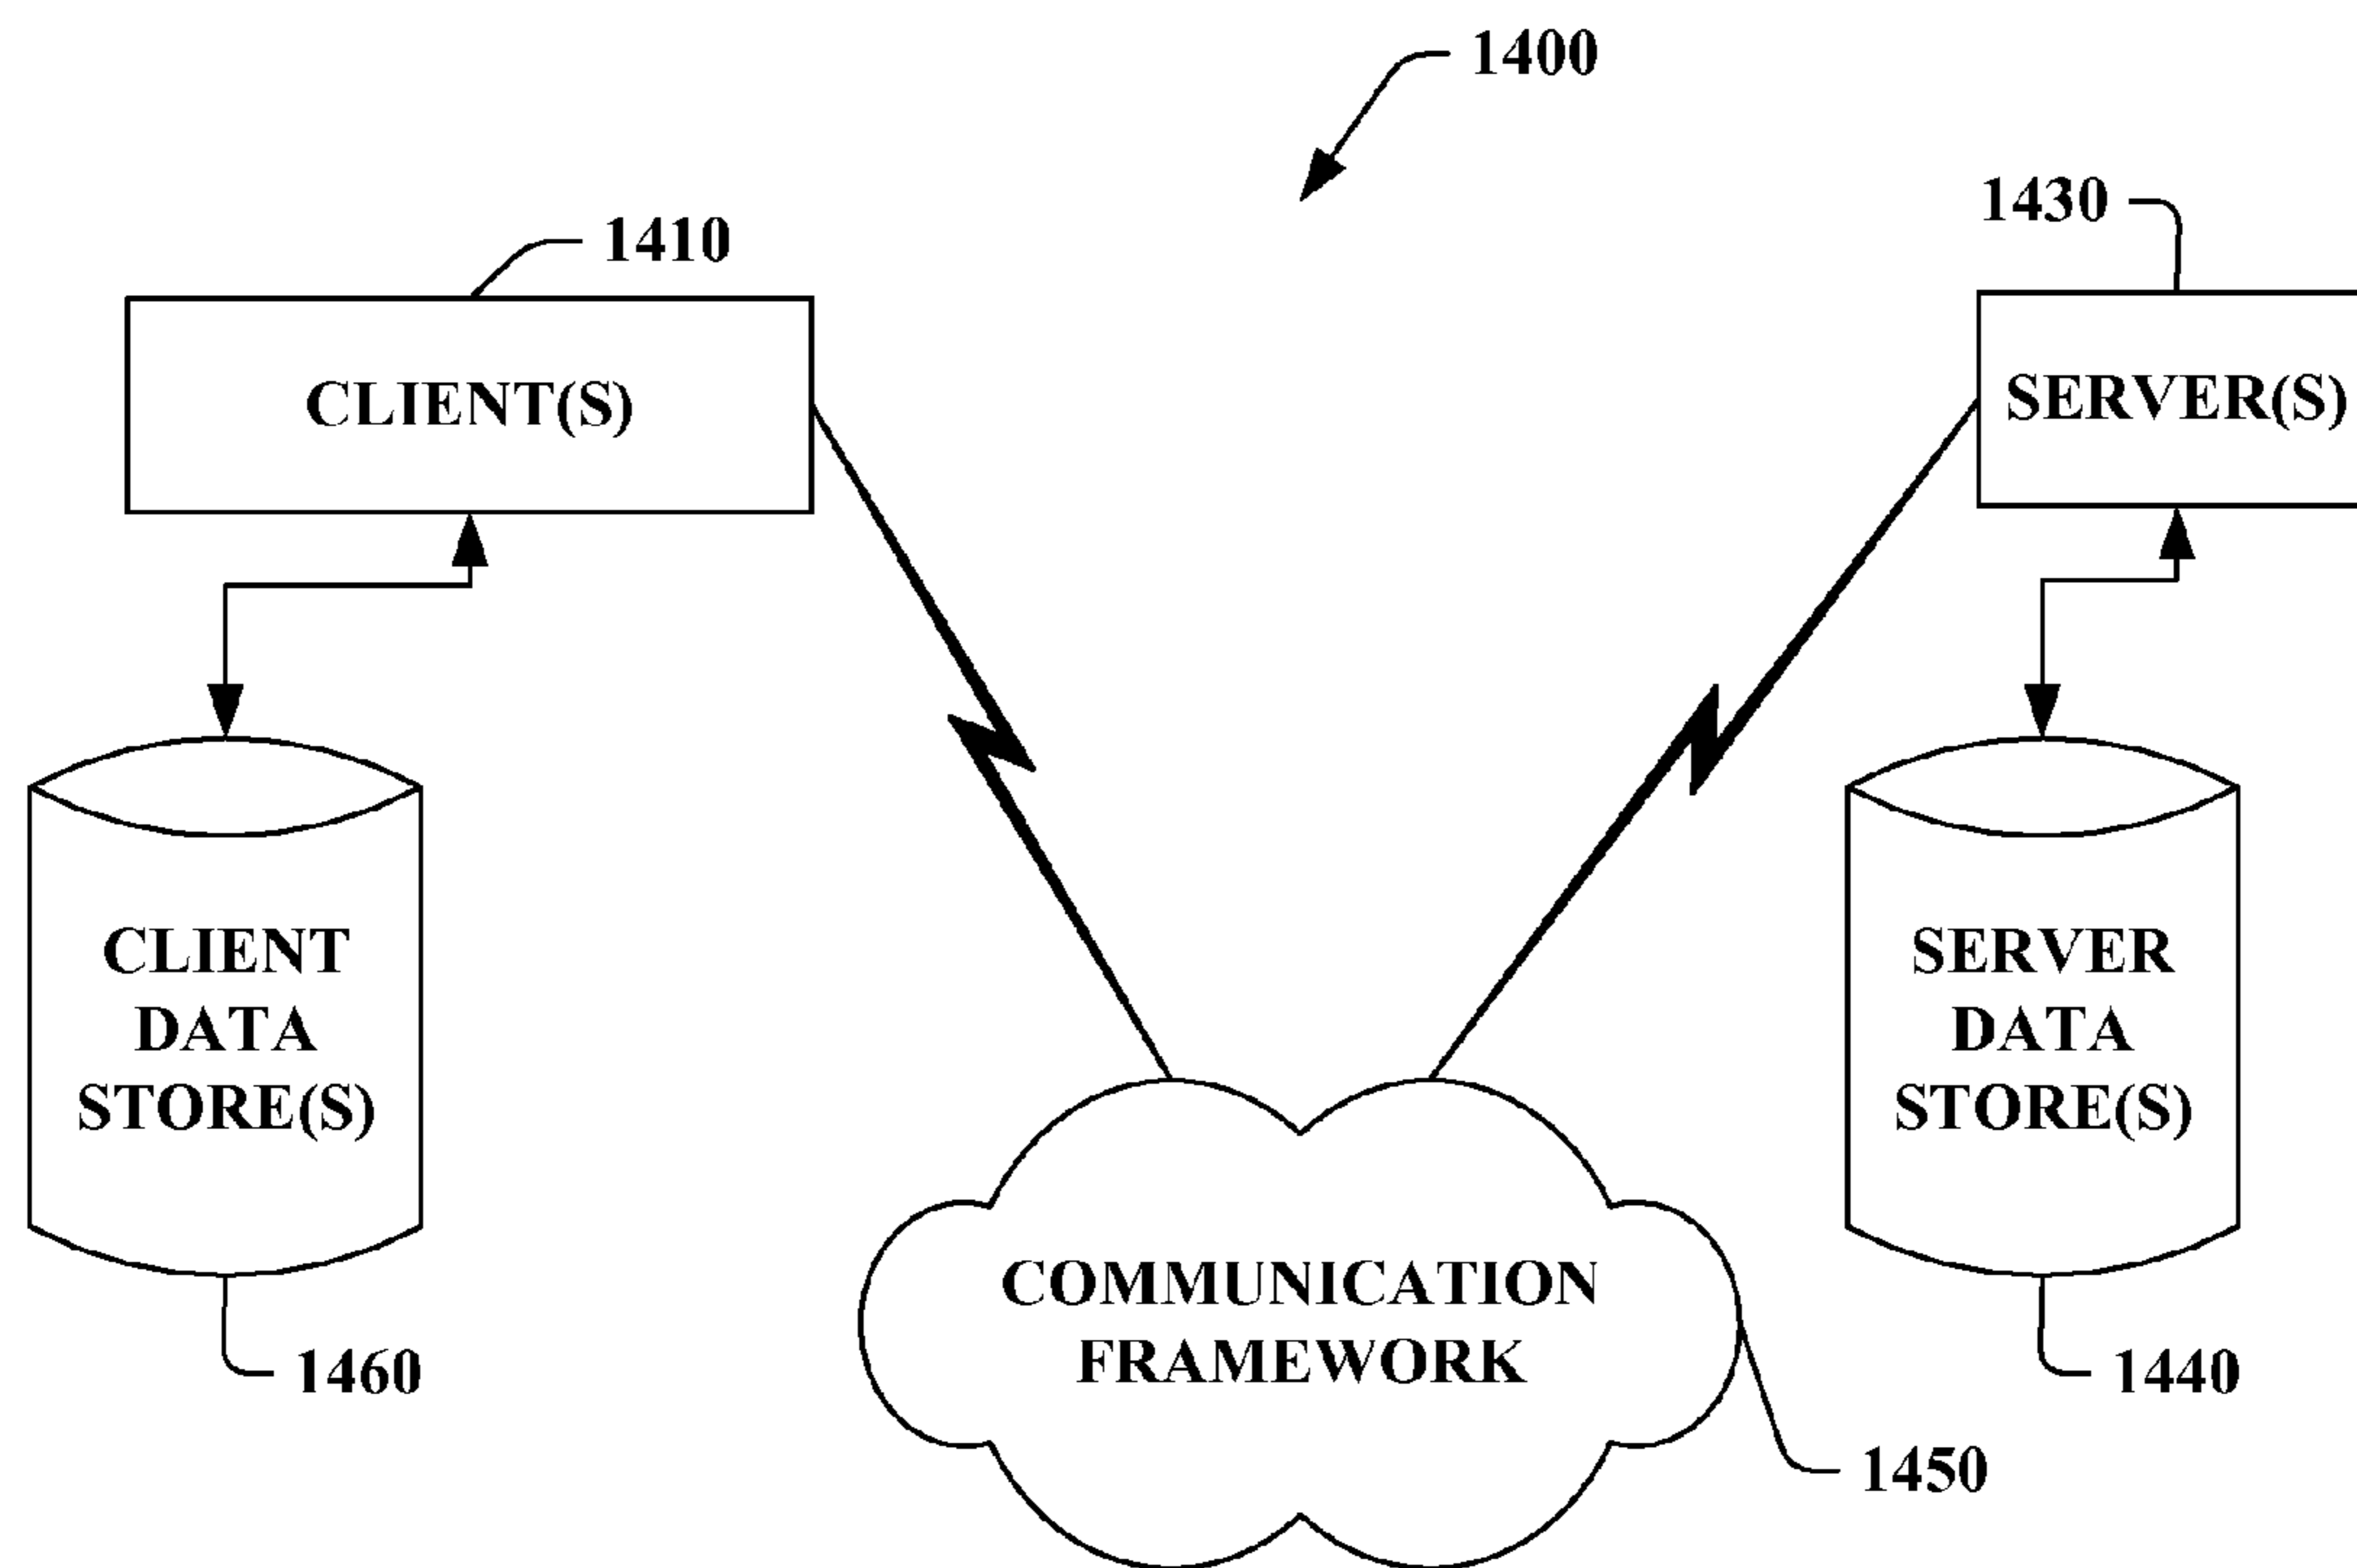 1400
1410
1430
CLIENT(S)
SERVER(S)
CLIENT
DATA
STORE(S)
SERVER
DATA
STORE(S)
COMMUNICATION
FRAMEWORK
1460
1440
1450